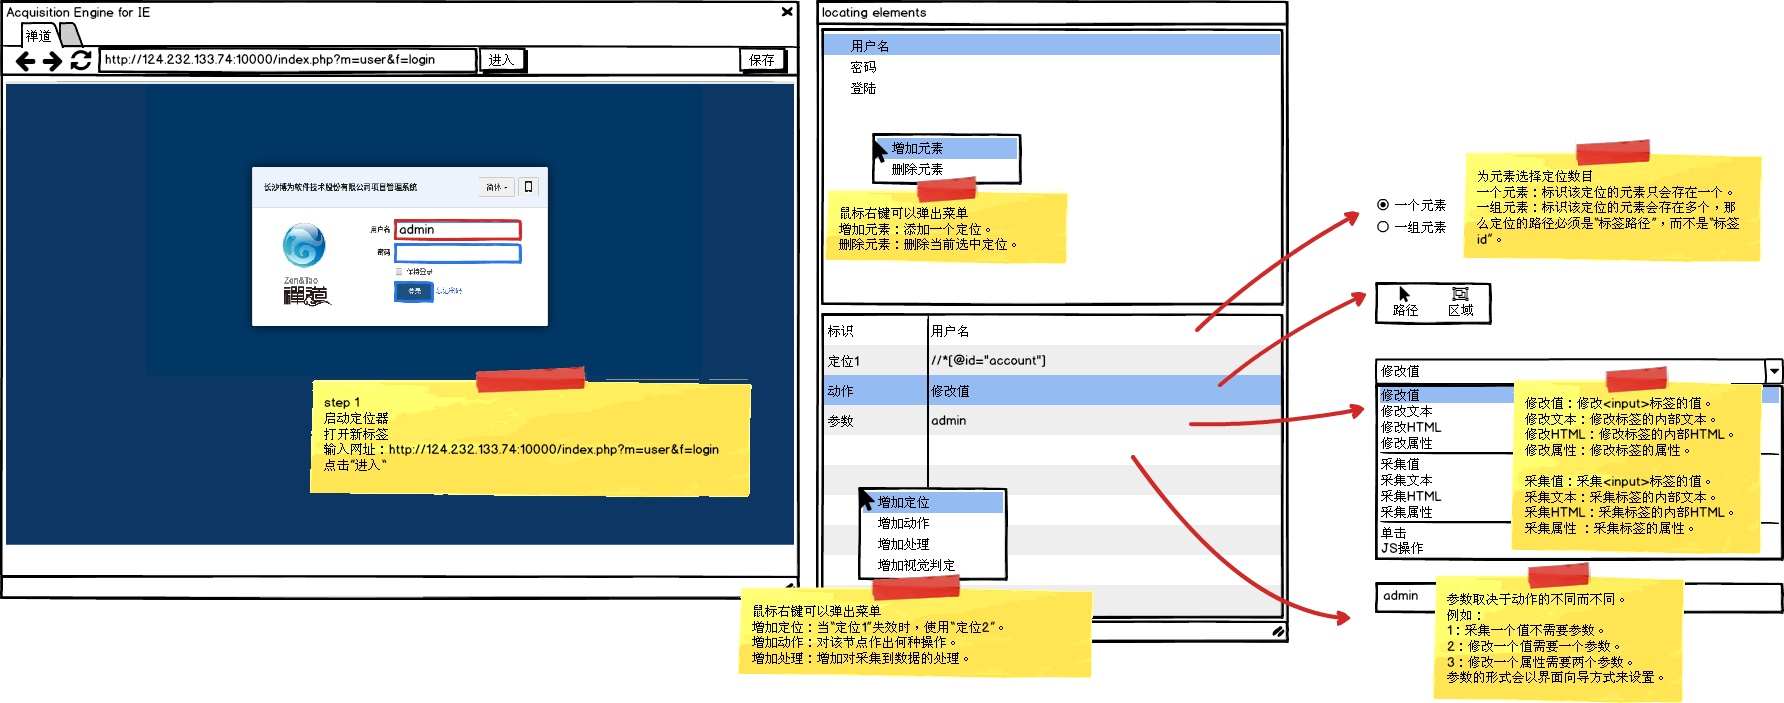 Acquisition Engine for IE
禅道
http://124.232.133.74:10000/index.php?m=user&f=login
进入
保存
长沙博为软件技术股份有限公司项目管理系统
简体
用户名
admin
密码
保持登录
登录
忘记密码
Zen&Tao
禅道
step 1
启动定位器
打开新标签
输入网址：http://124.232.133.74:10000/index.php?m=user&f=login
点击"进入"
locating elements
用户名
密码
登陆
增加元素
删除元素
鼠标右键可以弹出菜单
增加元素：添加一个定位。
删除元素：删除当前选中定位。
标识 用户名
定位1 //*[@id="account"]
动作 修改值
参数 admin
增加定位
增加动作
增加处理
增加视觉判定
鼠标右键可以弹出菜单
增加定位：当"定位1"失效时，使用"定位2"。
增加动作：对该节点作出何种操作。
增加处理：增加对采集到数据的处理。
一个元素
一组元素
为元素选择定位数目
一个元素：标识该定位的元素只会存在一个。
一组元素：标识该定位的元素会存在多个，那
么定位的路径必须是"标签路径"，而不是"标签
id"。
路径 区域
修改值
修改值
修改文本
修改HTML
修改属性
采集值
采集文本
采集HTML
采集属性
单击
JS操作
修改值：修改<input>标签的值。
修改文本：修改标签的内部文本。
修改HTML：修改标签的内部HTML。
修改属性：修改标签的属性。
采集值：采集<input>标签的值。
采集文本：采集标签的内部文本。
采集HTML：采集标签的内部HTML。
采集属性：采集标签的属性。
admin
参数取决于动作的不同而不同。
例如：
1：采集一个值不需要参数。
2：修改一个值需要一个参数。
3：修改一个属性需要两个参数。
参数的形式会以界面向导方式来设置。